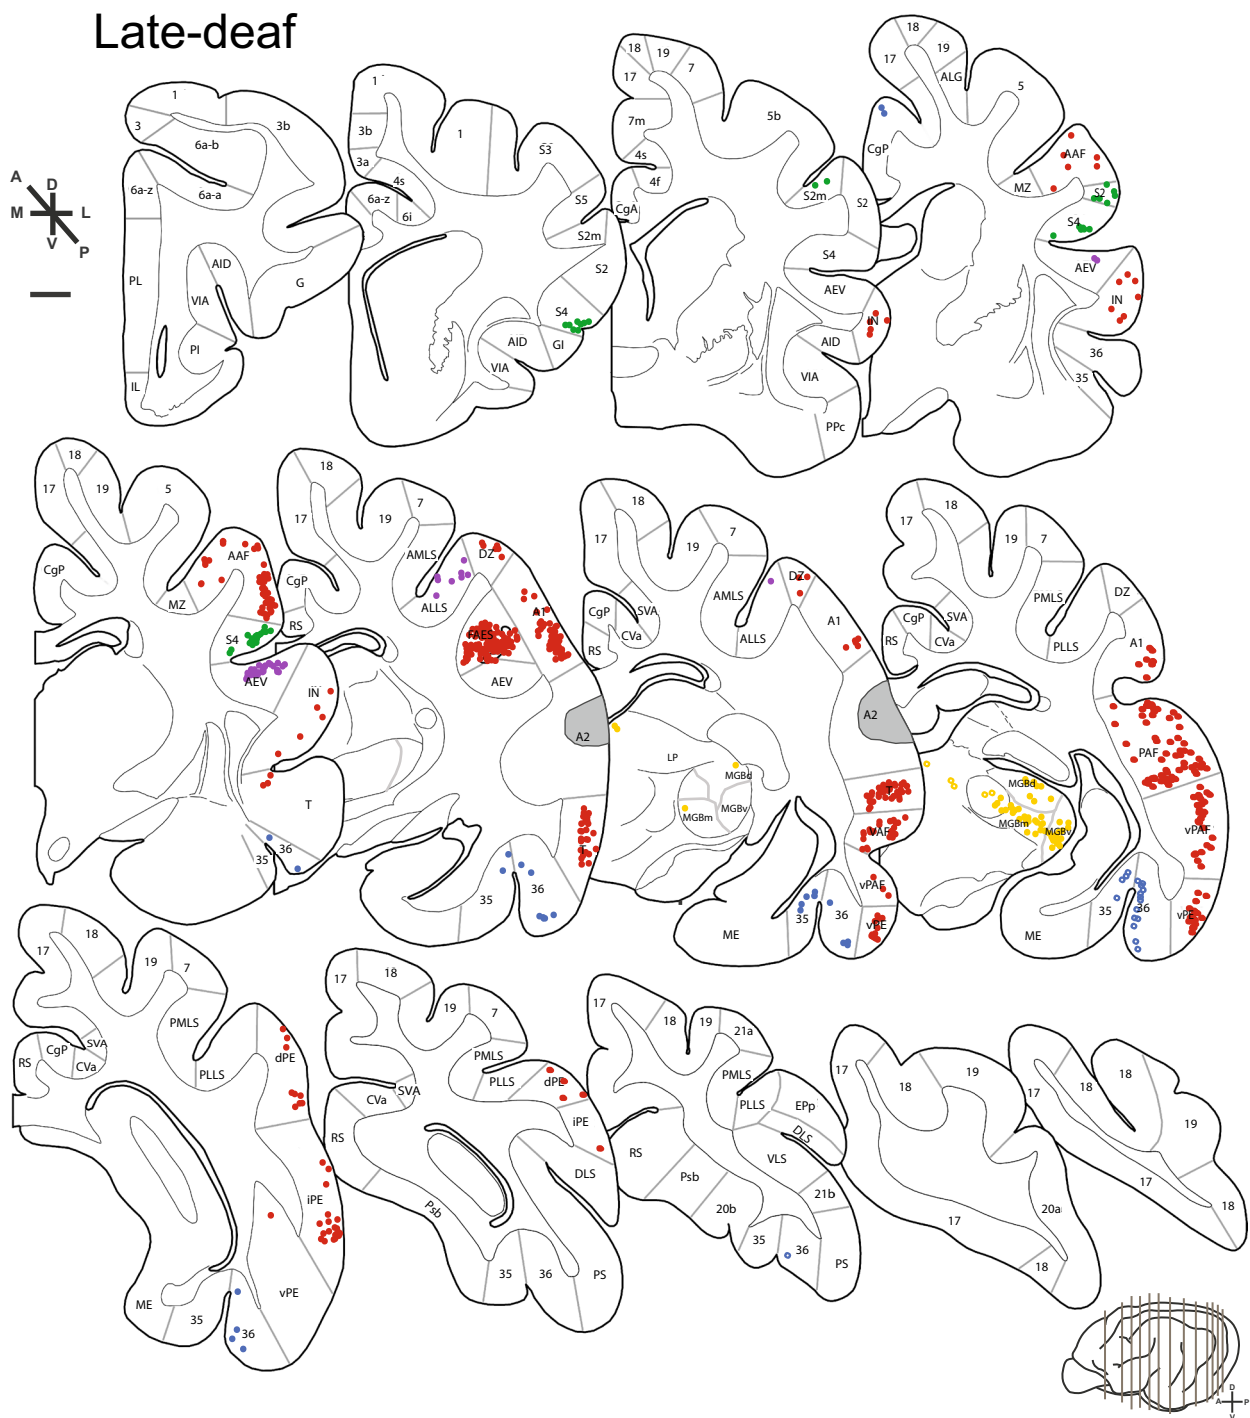 Late-deaf
A
D
M
L
V
P
1
3
3b
6a-b
6a-z
6a-a
PL
AID
VIA
G
PI
IL
1
3b
3a
4s
6a-z
6i
1
S3
S5
S2m
S2
S4
GI
AID
VIA
18
19
7
17
7m
4s
4f
CgA
5b
S2m
S2
S4
AEV
IN
AID
VIA
PPc
18
17
19
ALG
5
CgP
AAF
MZ
S2
S4
AEV
IN
36
35
18
17
19
5
CgP
AAF
MZ
S4
AEV
IN
T
36
35
18
17
19
7
AMLS
CgP
RS
ALLS
DZ
A1
FAES
AEV
A2
T
35
36
18
17
19
7
AMLS
CgP
SVA
CVa
RS
ALLS
DZ
A1
A2
LP
MGBd
MGBv
MGBm
T
VAF
vPAF
vPE
35
36
ME
18
17
19
7
PMLS
CgP
SVA
CVa
RS
PLLS
DZ
A1
PAF
MGBd
MGBm
MGBv
vPAF
vPE
35
36
ME
17
18
19
7
PMLS
CgP
SVA
CVa
RS
PLLS
dPE
iPE
vPE
ME
35
36
17
18
19
7
PMLS
PLLS
dPE
SVA
CVa
RS
iPE
DLS
Psb
35
36
PS
17
18
19
21a
PMLS
PLLS
EPp
DLS
VLS
RS
Psb
20b
21b
35
36
PS
17
18
19
17
20a
18
17
18
18
19
17
18
D
A
P
V